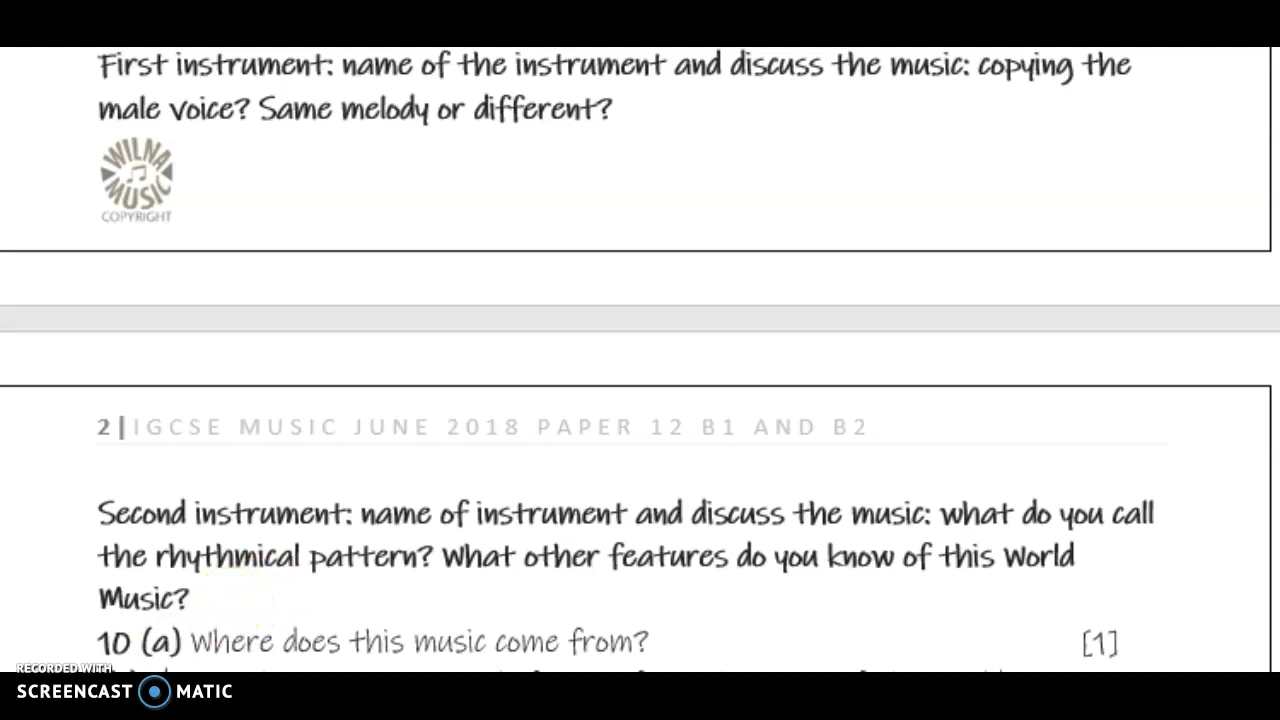 First instrument: name of the instrument and discuss the music: copying the
male voice? Same melody or different?
WILNA
MUSIC
COPYRIGHT
2|IGCSE MUSIC JUNE 2018 PAPER 12 B1 AND B2
Second instrument: name of instrument and discuss the music: what do you call
the rhythmical pattern? What other features do you know of this World
Music?
10 (a) Where does this music come from? [1]
RECORDED WITH
SCREENCAST MATIC